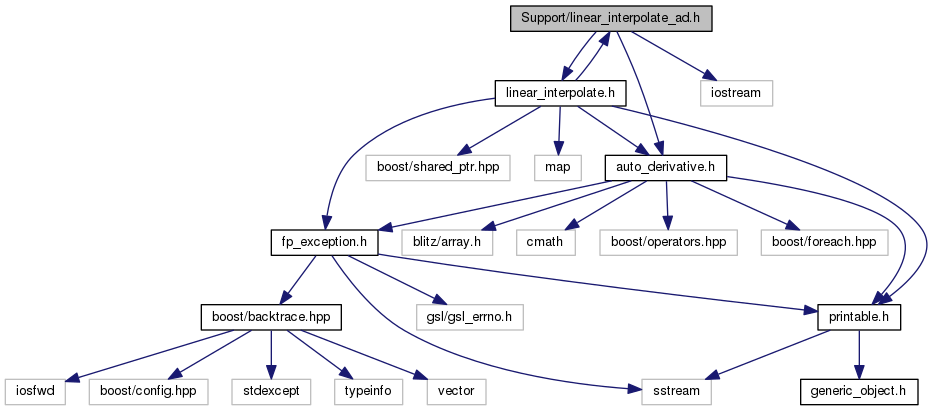 Support/linear_interpolate_ad.h
linear_interpolate.h
iostream
boost/shared_ptr.hpp
map
auto_derivative.h
fp_exception.h
blitz/array.h
cmath
boost/operators.hpp
boost/foreach.hpp
boost/backtrace.hpp
gsl/gsl_errno.h
printable.h
iosfwd
boost/config.hpp
stdexcept
typeinfo
vector
sstream
generic_object.h